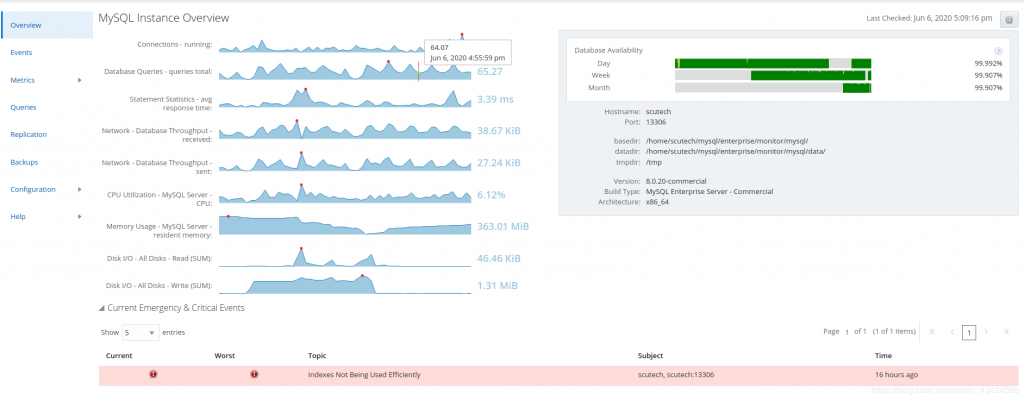 Overview
Events
Metrics
Queries
Replication
Backups
Configuration
Help
MySQL Instance Overview
Last Checked: Jun 6, 2020 5:09:16 pm
Connections - running:
64.07
Jun 6, 2020 4:55:59 pm
Database Queries - queries total:
65.27
Statement Statistics - avg
response time:
3.39 ms
Network - Database Throughput -
received:
38.67 KiB
Network - Database Throughput -
sent:
27.24 KiB
CPU Utilization - MySQL Server -
CPU:
6.12%
Memory Usage - MySQL Server -
resident memory:
363.01 MiB
Disk I/O - All Disks - Read (SUM):
46.46 KiB
Disk I/O - All Disks - Write (SUM):
1.31 MiB
Database Availability
?
Day 99.992%
Week 99.907%
Month 99.907%
Hostname: scutech
Port: 13306
basedir: /home/scutech/mysql/enterprise/monitor/mysql/
datadir: /home/scutech/mysql/enterprise/monitor/mysql/data/
tmpdir: /tmp
Version: 8.0.20-commercial
Build Type: MySQL Enterprise Server - Commercial
Architecture: x86_64
Current Emergency & Critical Events
Show 5 entries
Page 1 of 1 (1 of 1 items) 1
Current Worst Topic Subject Time
Indexes Not Being Used Efficiently scutech, scutech:13306 16 hours ago